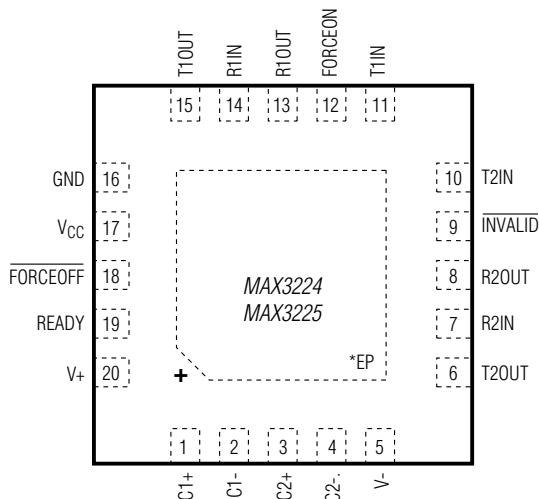 T1OUT
R1IN
R1OUT
FORCEON
T1IN
15 14 13 12 11
GND 16
VCC 17
FORCEOFF 18
READY 19
V+ 20
10 T2IN
9 INVALID
8 R2OUT
7 R2IN
6 T2OUT
MAX3224
MAX3225
*EP
+
1 2 3 4 5
C1+
C1-
C2+
C2-.
V-